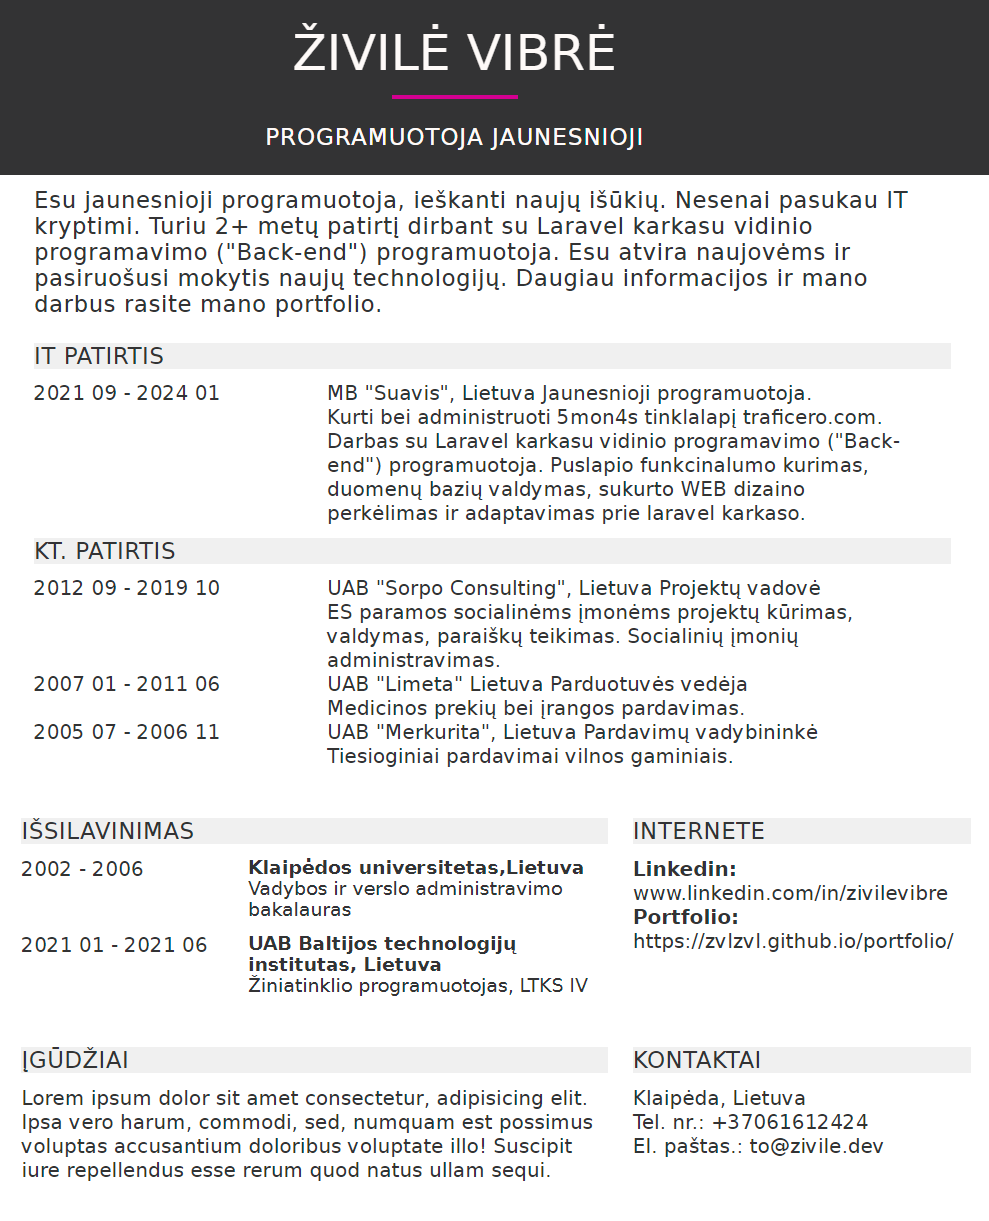 ŽIVILĖ VIBRĖ
PROGRAMUOTOJA JAUNESNIOJI
Esu jaunesnioji programuotoja, ieškanti naujų iššūkių. Nesenai pasukau IT
kryptimi. Turiu 2+ metų patirtį dirbant su Laravel karkasu vidinio
programavimo ("Back-end") programuotoja. Esu atvira naujovėms ir
pasiruošusi mokytis naujų technologijų. Daugiau informacijos ir mano
darbus rasite mano portfolio.
IT PATIRTIS
2021 09 - 2024 01
MB "Suavis", Lietuva Jaunesnioji programuotoja.
Kurti bei administruoti 5mon4s tinklalapį traficero.com.
Darbas su Laravel karkasu vidinio programavimo ("Back-
end") programuotoja. Puslapio funkcinalumo kurimas,
duomenų bazių valdymas, sukurto WEB dizaino
perkėlimas ir adaptavimas prie laravel karkaso.
KT. PATIRTIS
2012 09 - 2019 10
UAB "Sorpo Consulting", Lietuva Projektų vadovė
ES paramos socialinėms įmonėms projektų kūrimas,
valdymas, paraiškų teikimas. Socialinių įmonių
administravimas.
2007 01 - 2011 06
UAB "Limeta" Lietuva Parduotuvės vedėja
Medicinos prekių bei įrangos pardavimas.
2005 07 - 2006 11
UAB "Merkurita", Lietuva Pardavimų vadybininkė
Tiesioginiai pardavimai vilnos gaminiais.
IŠSILAVINIMAS
2002 - 2006
Klaipėdos universitetas,Lietuva
Vadybos ir verslo administravimo
bakalauras
2021 01 - 2021 06
UAB Baltijos technologijų
institutas, Lietuva
Žiniatinklio programuotojas, LTKS IV
INTERNETE
Linkedin:
www.linkedin.com/in/zivilevibre
Portfolio:
https://zvlzvl.github.io/portfolio/
ĮGŪDŽIAI
Lorem ipsum dolor sit amet consectetur, adipisicing elit.
Ipsa vero harum, commodi, sed, numquam est possimus
voluptas accusantium doloribus voluptate illo! Suscipit
iure repellendus esse rerum quod natus ullam sequi.
KONTAKTAI
Klaipėda, Lietuva
Tel. nr.: +37061612424
El. paštas.: to@zivile.dev